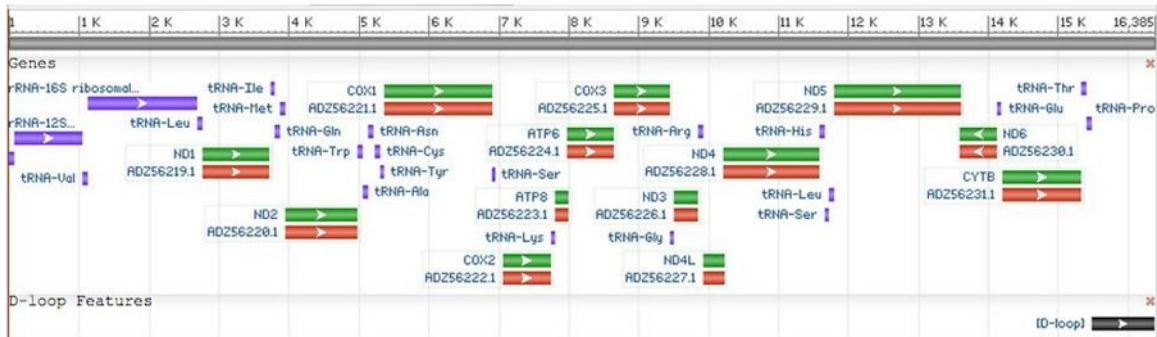 1 1 K 2 K 3 K 4 K 5 K 6 K 7 K 8 K 9 K 10 K 11 K 12 K 13 K 14 K 15 K 16,385
Genes
rRNA-16S ribosomal... tRNA-Ile COX1 COX3 ND5 tRNA-Thr
tRNA-Met ADZ56221.1 ADZ56225.1 ADZ56229.1 tRNA-Glu tRNA-Pro
rRNA-12S... tRNA-Leu tRNA-Gln tRNA-Asn ATP6 tRNA-Arg tRNA-His ND6
ND1 tRNA-Trp tRNA-Cys ADZ56224.1 ND4 ADZ56230.1
ADZ56219.1 tRNA-Tyr ADZ56228.1 CYTB
tRNA-Val tRNA-Ala tRNA-Ser ADZ56231.1
ATP8 ND3 tRNA-Leu
ND2 ADZ56223.1 ADZ56226.1 tRNA-Ser
ADZ56220.1 tRNA-Lys tRNA-Gly
COX2 ND4L
ADZ56222.1 ADZ56227.1
D-loop Features
[D-loop]